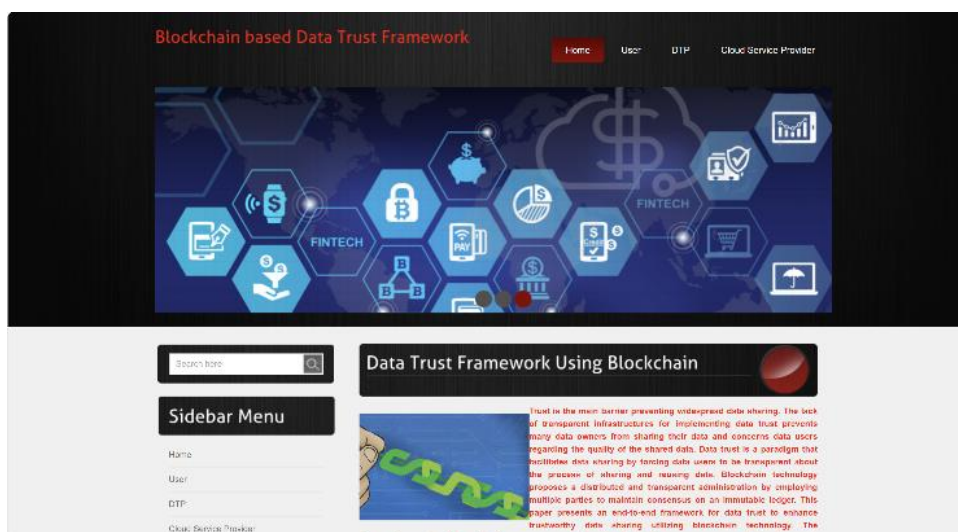 Blockchain based Data Trust Framework
Home User DTP Cloud Service Provider
$
$
FINTECH
B
$
$
FINTECH
$ $
PAY
$
Credit
$
$
$
B
B B
$
Search here
Data Trust Framework Using Blockchain
Sidebar Menu
Home
User
DTP
Cloud Service Provider
Trust is the main barrier preventing widespread data sharing. The lack
of transparent infrastructures for implementing data trust prevents
many data owners from sharing their data and concerns data users
regarding the quality of the shared data. Data trust is a paradigm that
facilitates data sharing by forcing data users to be transparent about
the process of sharing and reusing data. Blockchain technology
proposes a distributed and transparent administration by employing
multiple parties to maintain consensus on an immutable ledger. This
paper presents an end-to-end framework for data trust to enhance
trustworthy data sharing utilizing blockchain technology. The